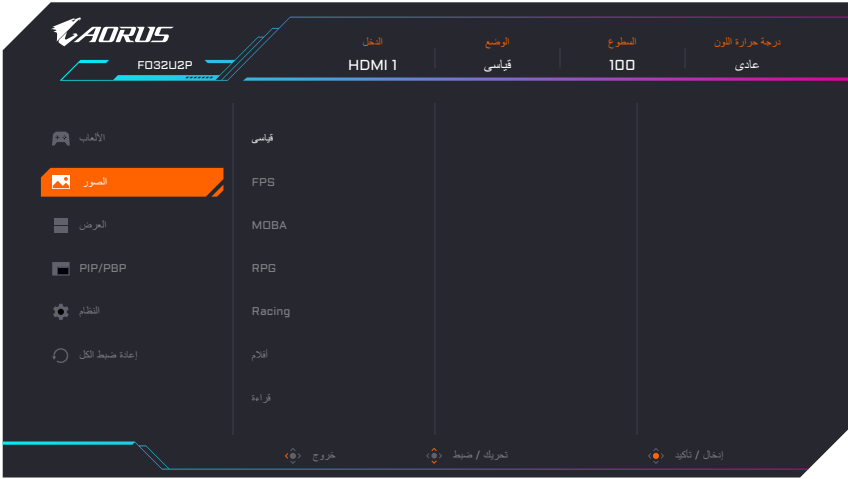 AORUS
FO32U2P
الدخل
HDMI 1
الوضع
قياسى
السطوع
100
درجة حرارة اللون
عادى
الألعاب
الصور
العرض
PIP/PBP
النظام
إعادة ضبط الكل
قياسى
FPS
MOBA
RPG
Racing
أفلام
قراءة
خروج
تحريك / ضبط
إدخال / تأكيد